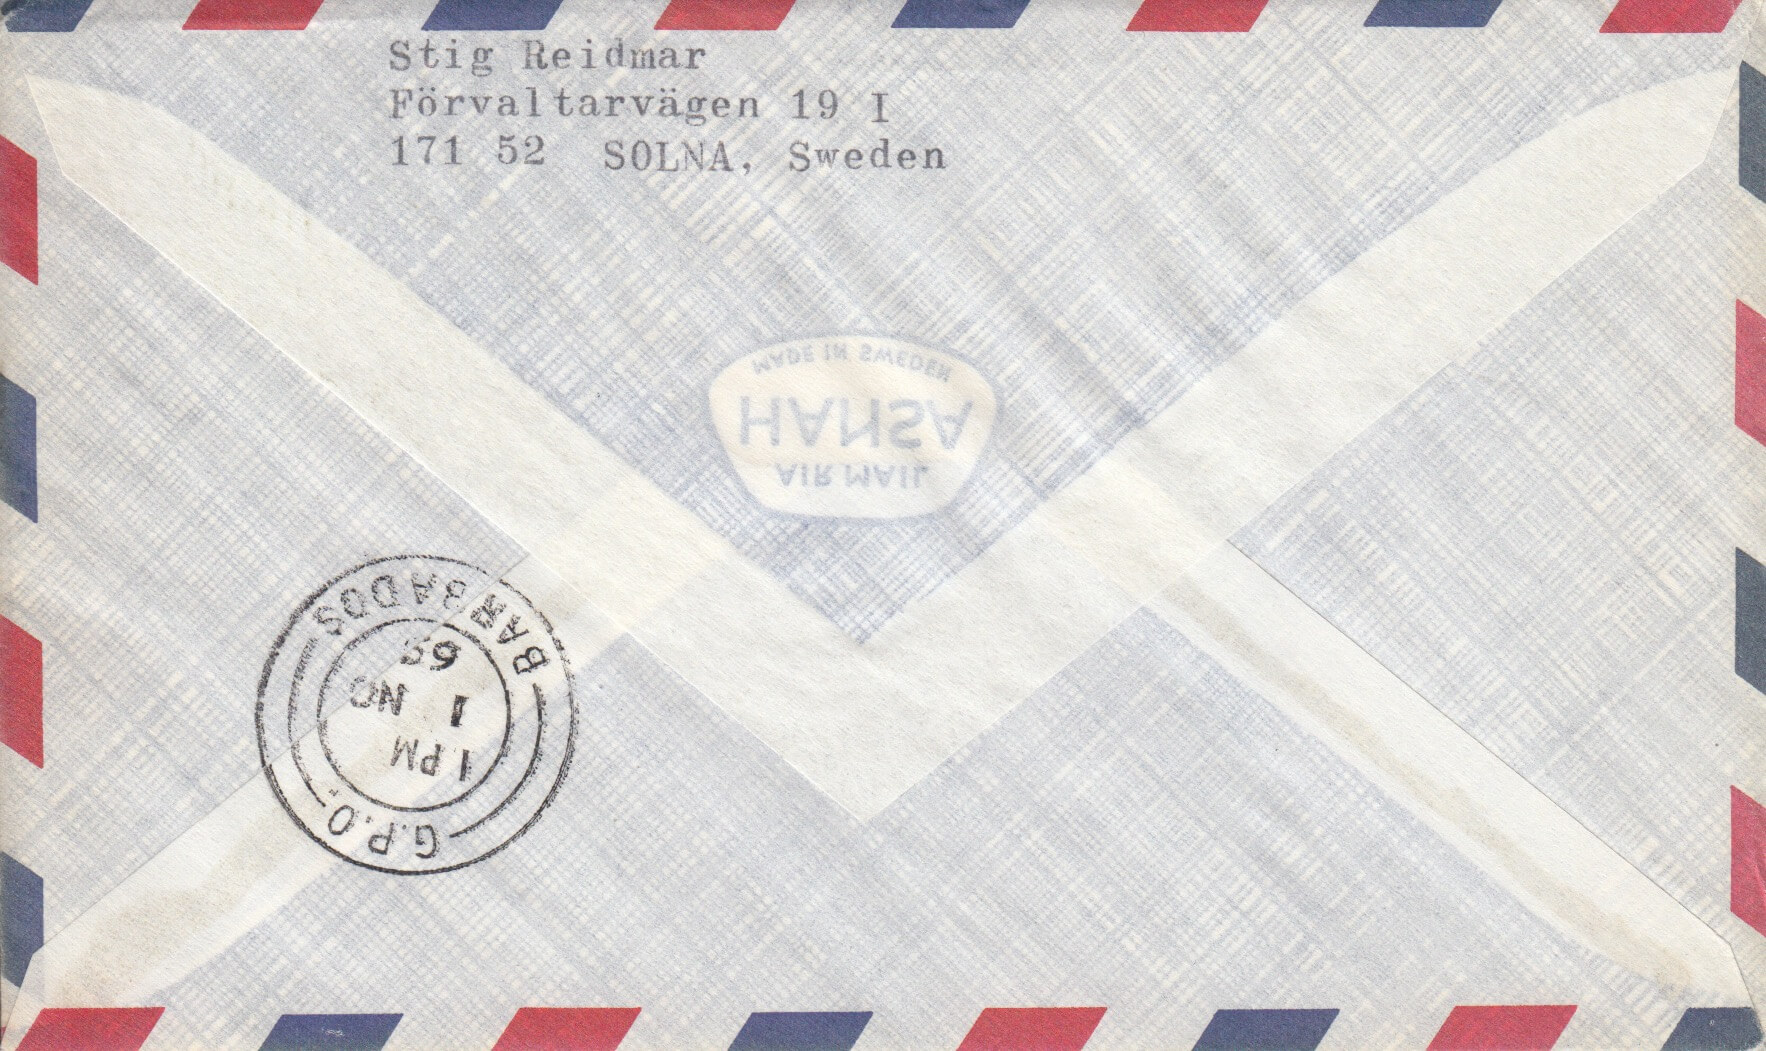 Stig Reidmar
Förvaltarvägen 19 I
171 52 SOLNA, Sweden
MADE IN SWEDEN
HANSA
AIR MAIL
G.P.O.
1 PM
1 NO
BARBADOS